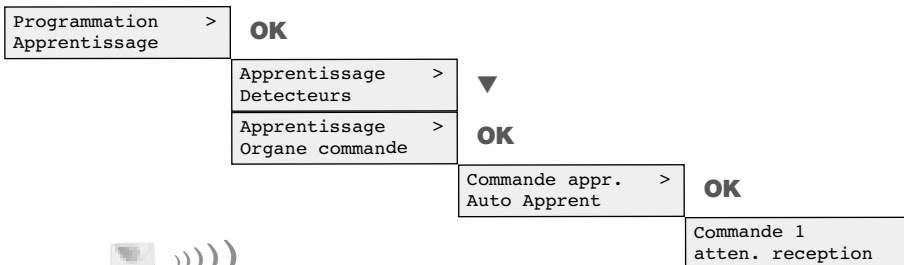 Programmation >
Apprentissage
OK
Apprentissage >
Detecteurs
▼
Apprentissage >
Organe commande
OK
Commande appr. >
Auto Apprent
OK
Commande 1
atten. reception